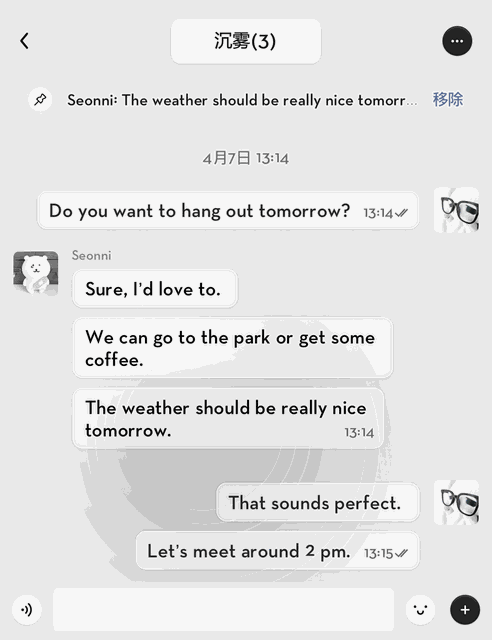 沉雾(3)
Seonni: The weather should be really nice tomorr... 移除
4月7日 13:14
Do you want to hang out tomorrow? 13:14
Seonni
Sure, I'd love to.
We can go to the park or get some
coffee.
The weather should be really nice
tomorrow. 13:14
That sounds perfect.
Let's meet around 2 pm. 13:15